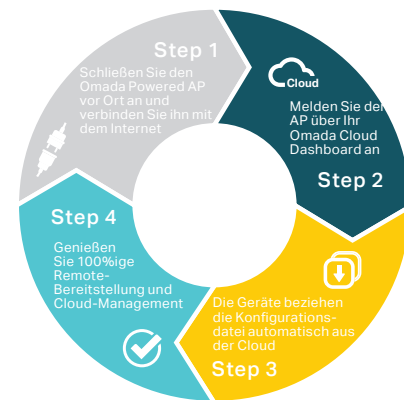 Step 1
Schließen Sie den
Omada Powered AP
vor Ort an und
verbinden Sie ihn mit
dem Internet
Cloud
Melden Sie den
AP über Ihr
Omada Cloud
Dashboard an
Step 2
Die Geräte beziehen
die Konfigurations-
datei automatisch aus
der Cloud
Step 3
Step 4
Genießen
Sie 100%ige
Remote-
Bereitstellung und
Cloud-Management